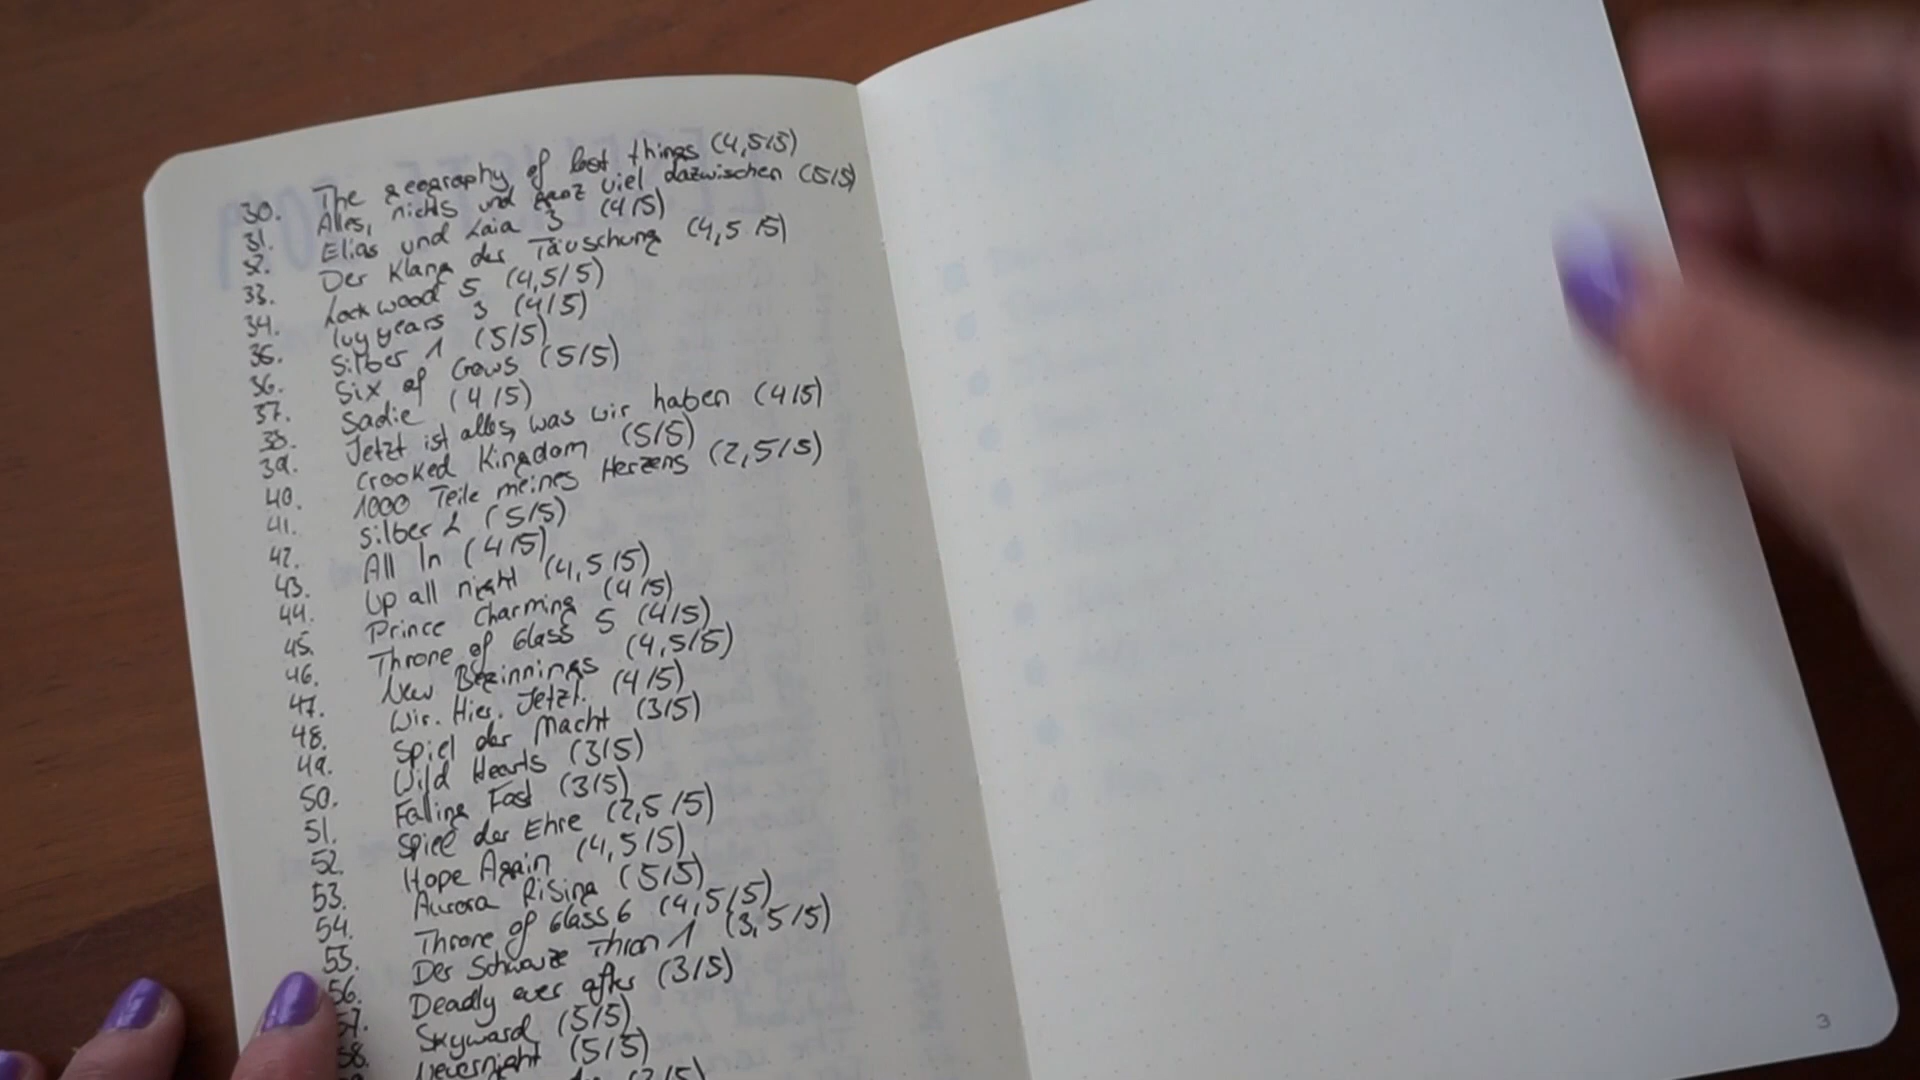 30. The geography of lost things (4,5/5)
31. Alles, nichts und ganz viel dazwischen (5/5)
32. Elias und Laia 3 (4/5)
33. Der Klang der Täuschung (4,5/5)
34. Lockwood 5 (4,5/5)
35. Ivy years 3 (4/5)
36. Silber 1 (5/5)
37. Six of Crows (5/5)
38. Sadie (4/5)
39. Jetzt ist alles, was wir haben (4/5)
40. Crooked Kingdom (5/5)
41. 1000 Teile meines Herzens (2,5/5)
42. Silber 2 (5/5)
43. All In (4/5)
44. Up all night (4,5/5)
45. Prince Charming (4/5)
46. Throne of Glass 5 (4/5)
47. New Beginnings (4,5/5)
48. Wir. Hier. Jetzt. (4/5)
49. Spiel der Macht (3/5)
50. Wild Hearts (3/5)
51. Falling Fast (3/5)
52. Spiel der Ehre (2,5/5)
53. Hope Again (4,5/5)
54. Aurora Rising (5/5)
55. Throne of Glass 6 (4,5/5)
56. Der Schwarze Thron 1 (3,5/5)
57. Deadly ever after (3/5)
58. Skyward (5/5)
59. Nevernight (5/5)
3